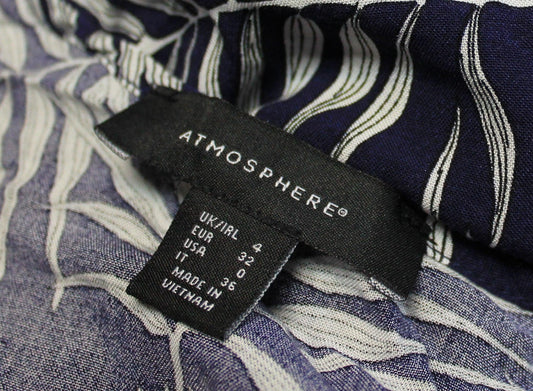 ATMOSPHERE®
UK/IRL 4
EUR 32
USA 0
IT 36
MADE IN
VIETNAM